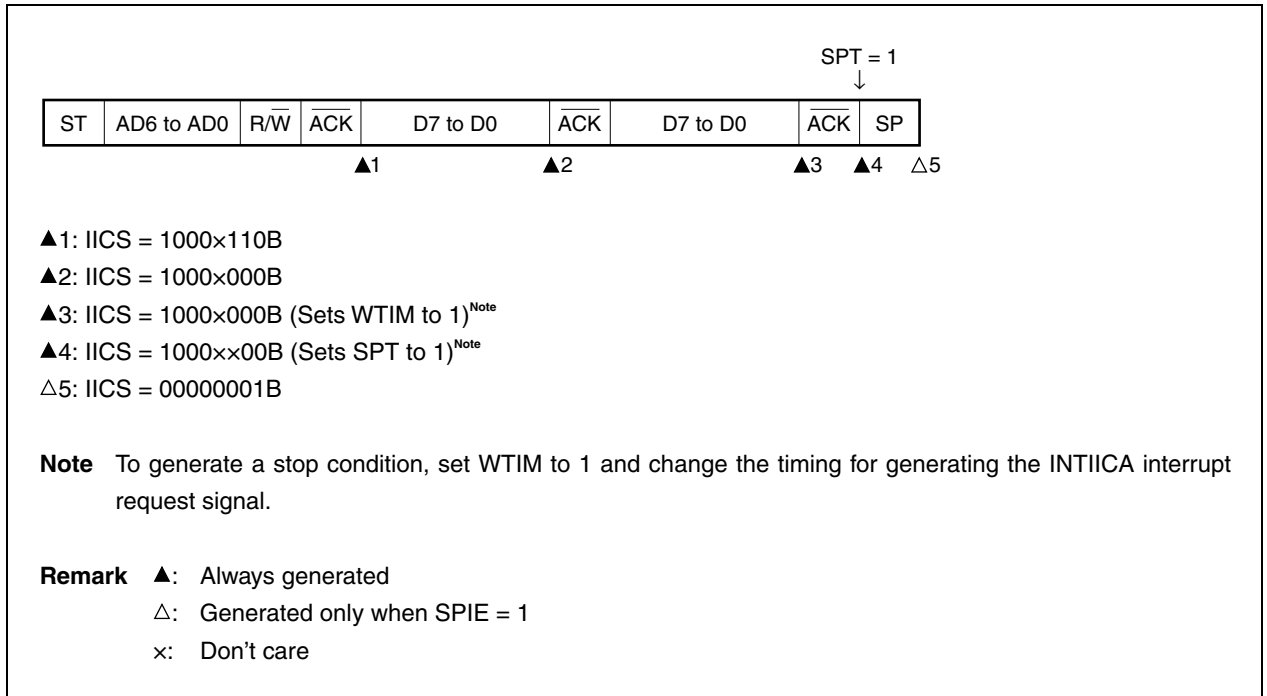 SPT = 1
↓
ST AD6 to AD0 R/W̅ A̅C̅K̅ D7 to D0 A̅C̅K̅ D7 to D0 A̅C̅K̅ SP
▲1 ▲2 ▲3 ▲4 △5
▲1: IICS = 1000×110B
▲2: IICS = 1000×000B
▲3: IICS = 1000×000B (Sets WTIM to 1)Note
▲4: IICS = 1000××00B (Sets SPT to 1)Note
△5: IICS = 00000001B
Note To generate a stop condition, set WTIM to 1 and change the timing for generating the INTIICA interrupt
request signal.
Remark ▲: Always generated
△: Generated only when SPIE = 1
×: Don't care